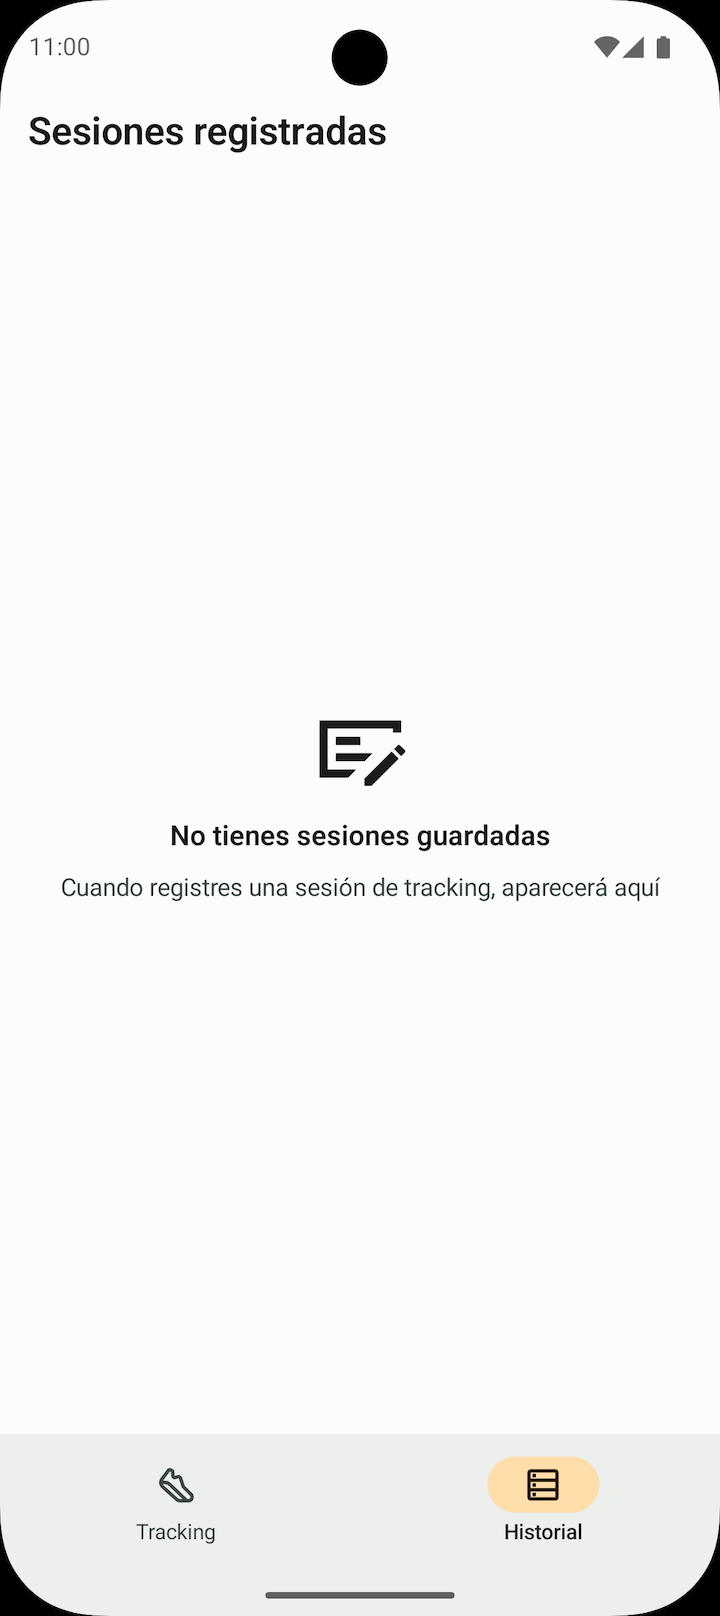 11:00
Sesiones registradas
No tienes sesiones guardadas
Cuando registres una sesión de tracking, aparecerá aquí
Tracking
Historial